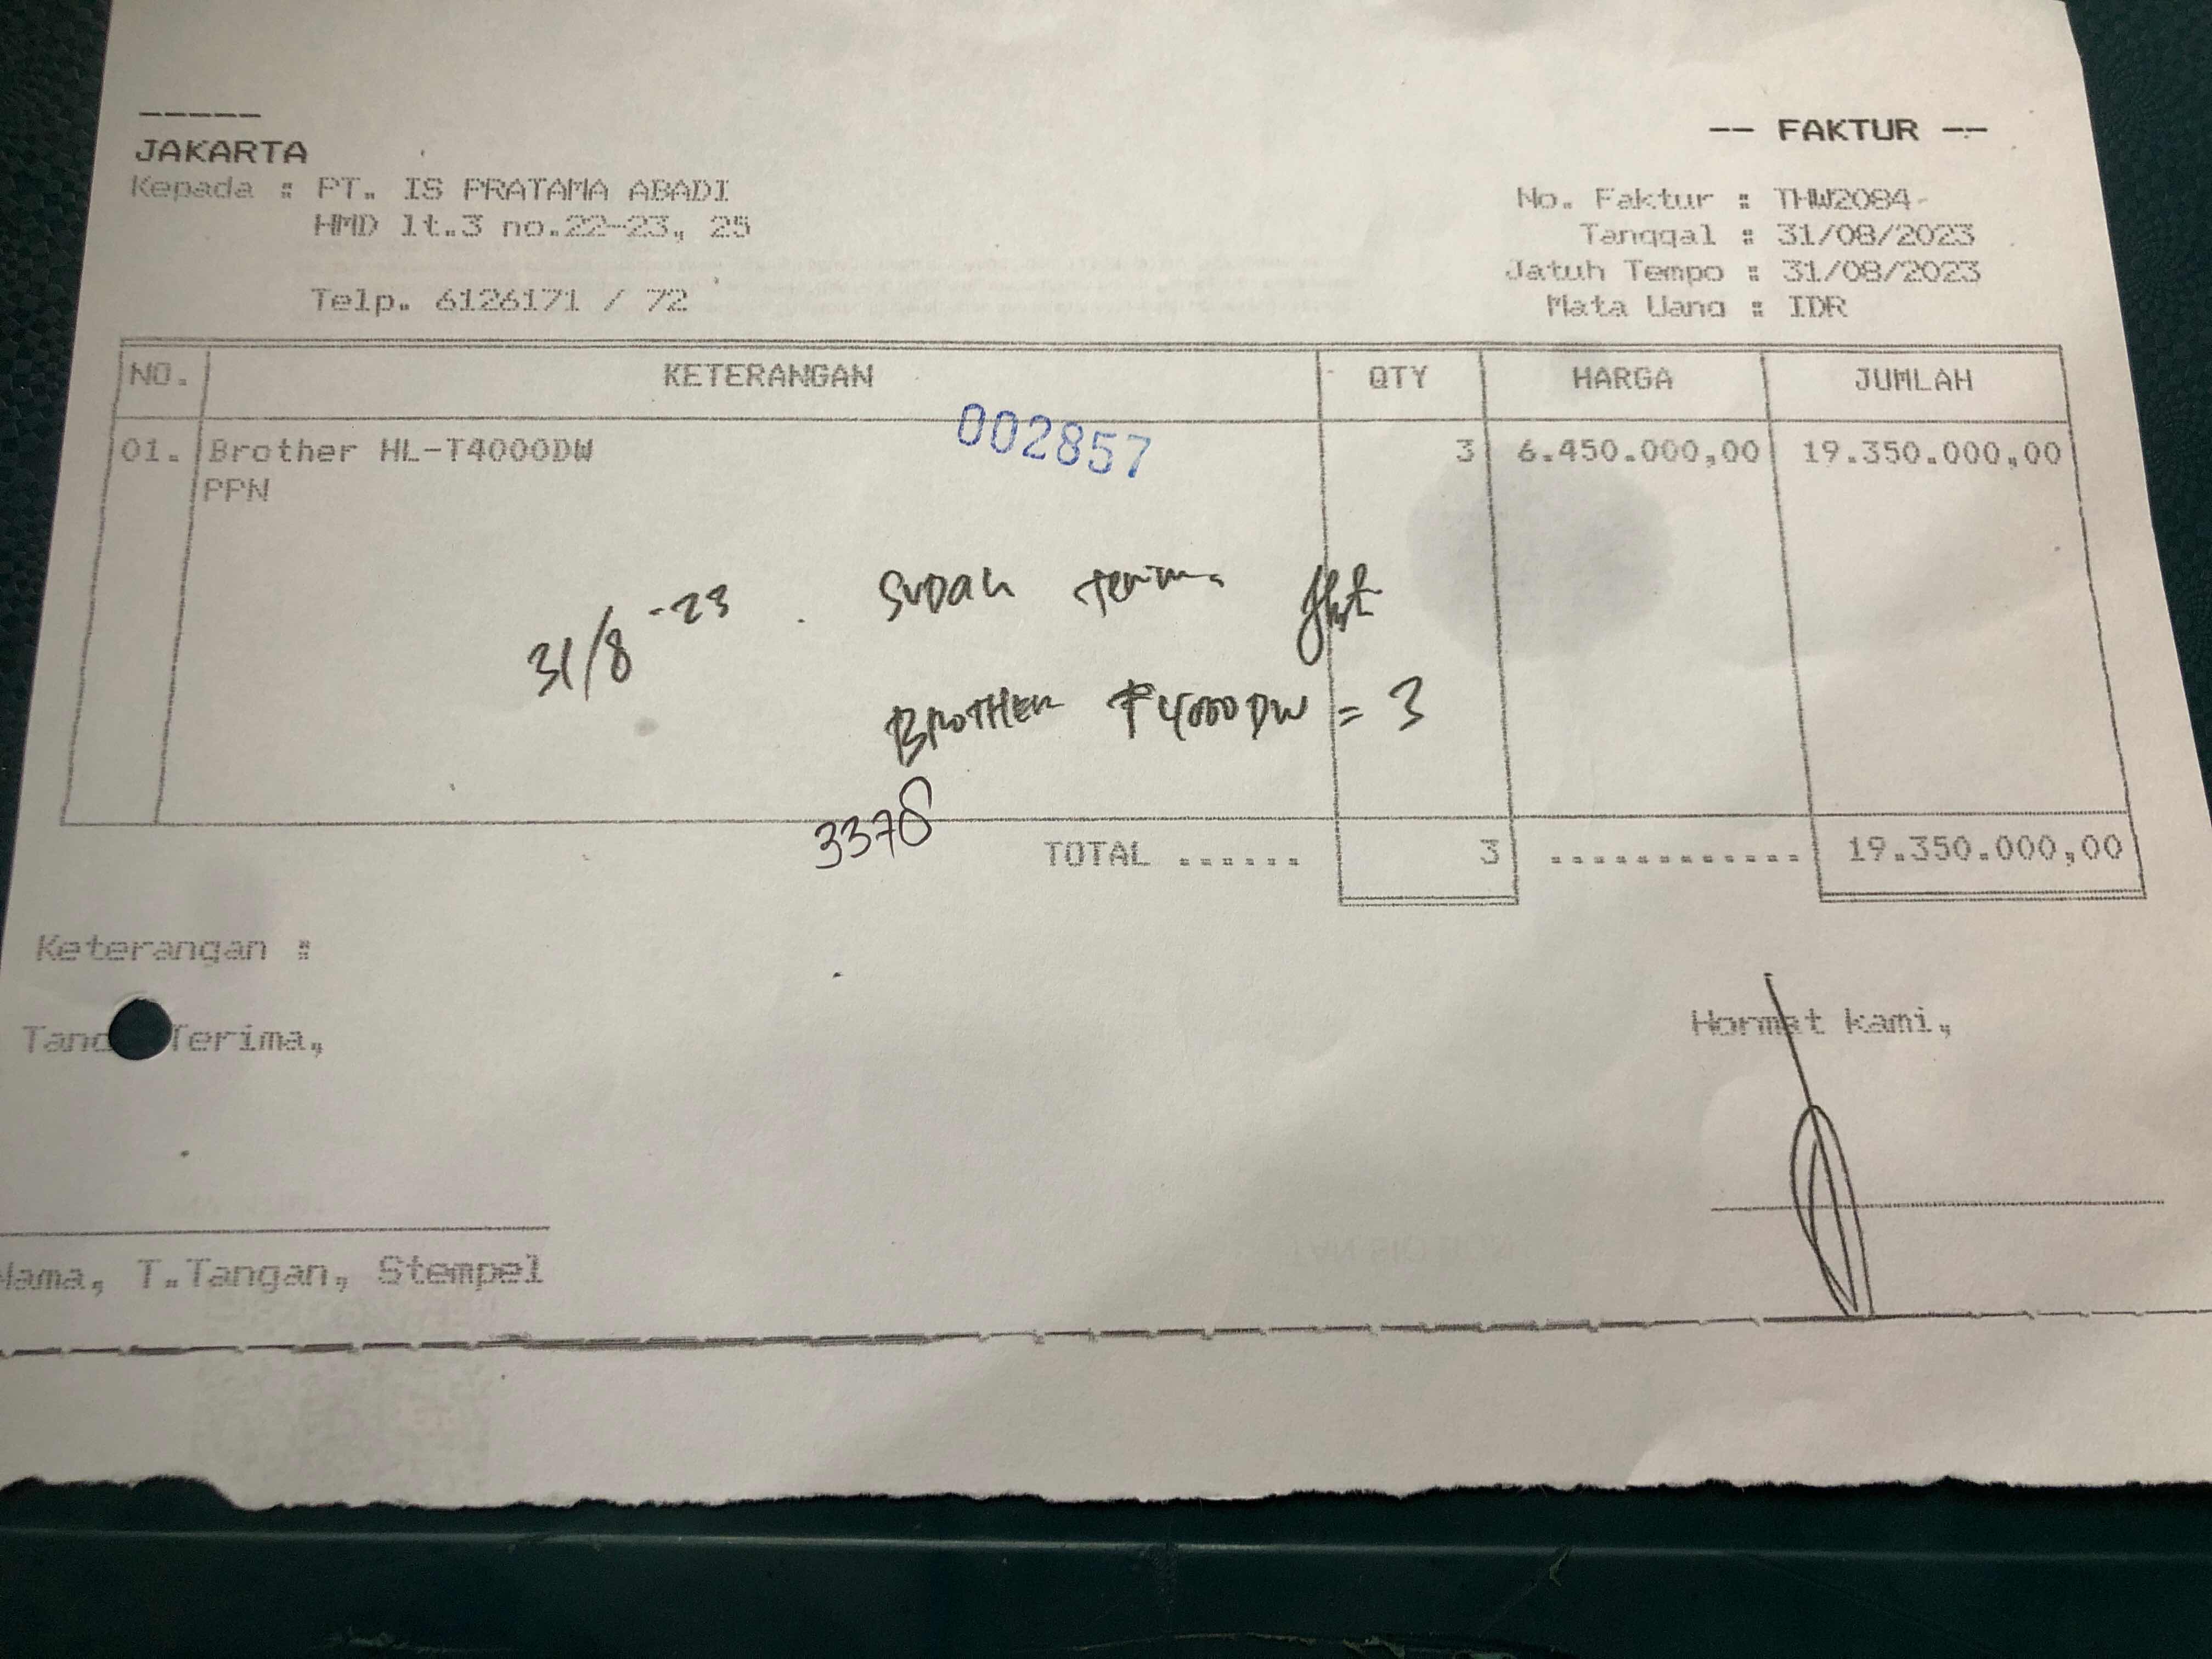 -----
-- FAKTUR --
JAKARTA
Kepada : PT. IS PRATAMA ABADI
HMD lt.3 no.22-23, 25
Telp. 6126171 / 72
No. Faktur : THW2084
Tanggal : 31/08/2023
Jatuh Tempo : 31/08/2023
Mata Uang : IDR
NO. KETERANGAN QTY HARGA JUMLAH
002857
01. Brother HL-T4000DW 3 6.450.000,00 19.350.000,00
PPN
31/8-23. SUDAH terima
BROTHER T4000DW = 3
3378
TOTAL ...... 3 ............ 19.350.000,00
Keterangan :
Tand Terima,
Hormat kami,
Nama, T.Tangan, Stempel